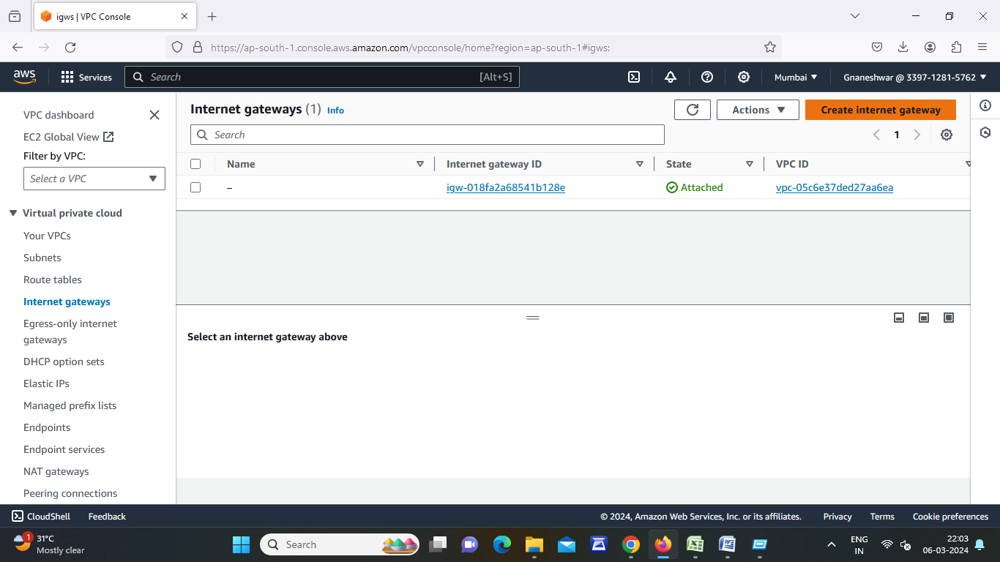 igws | VPC Console
https://ap-south-1.console.aws.amazon.com/vpcconsole/home?region=ap-south-1#igws:
aws
Services
Search
[Alt+S]
Mumbai
Gnaneshwar @ 3397-1281-5762
VPC dashboard
EC2 Global View
Filter by VPC:
Select a VPC
Virtual private cloud
Your VPCs
Subnets
Route tables
Internet gateways
Egress-only internet
gateways
DHCP option sets
Elastic IPs
Managed prefix lists
Endpoints
Endpoint services
NAT gateways
Peering connections
Internet gateways (1) Info
Actions
Create internet gateway
Search
1
Name Internet gateway ID State VPC ID
– igw-018fa2a68541b128e Attached vpc-05c6e37ded27aa6ea
Select an internet gateway above
CloudShell Feedback
© 2024, Amazon Web Services, Inc. or its affiliates. Privacy Terms Cookie preferences
1
31°C
Mostly clear
Search
ENG
IN
22:03
06-03-2024